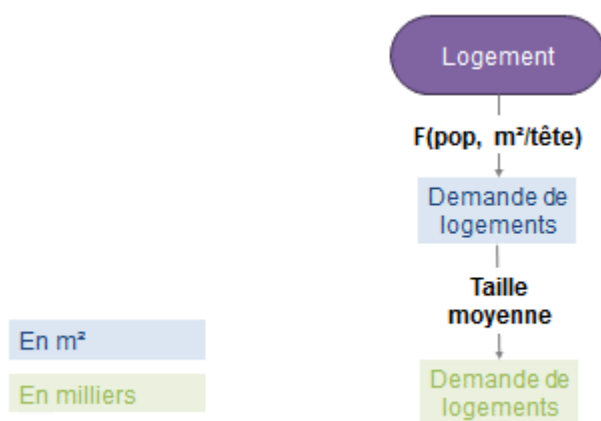 Logement
F(pop, m²/tête)
Demande de
logements
Taille
moyenne
En m²
En milliers
Demande de
logements